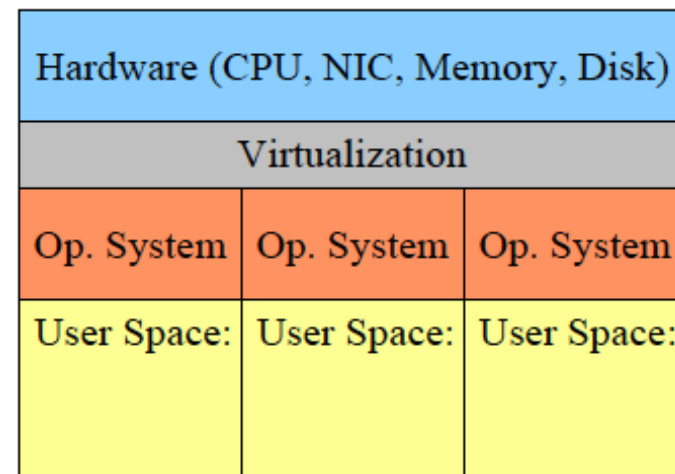 Hardware (CPU, NIC, Memory, Disk)
Virtualization
Op. System Op. System Op. System
User Space: User Space: User Space: